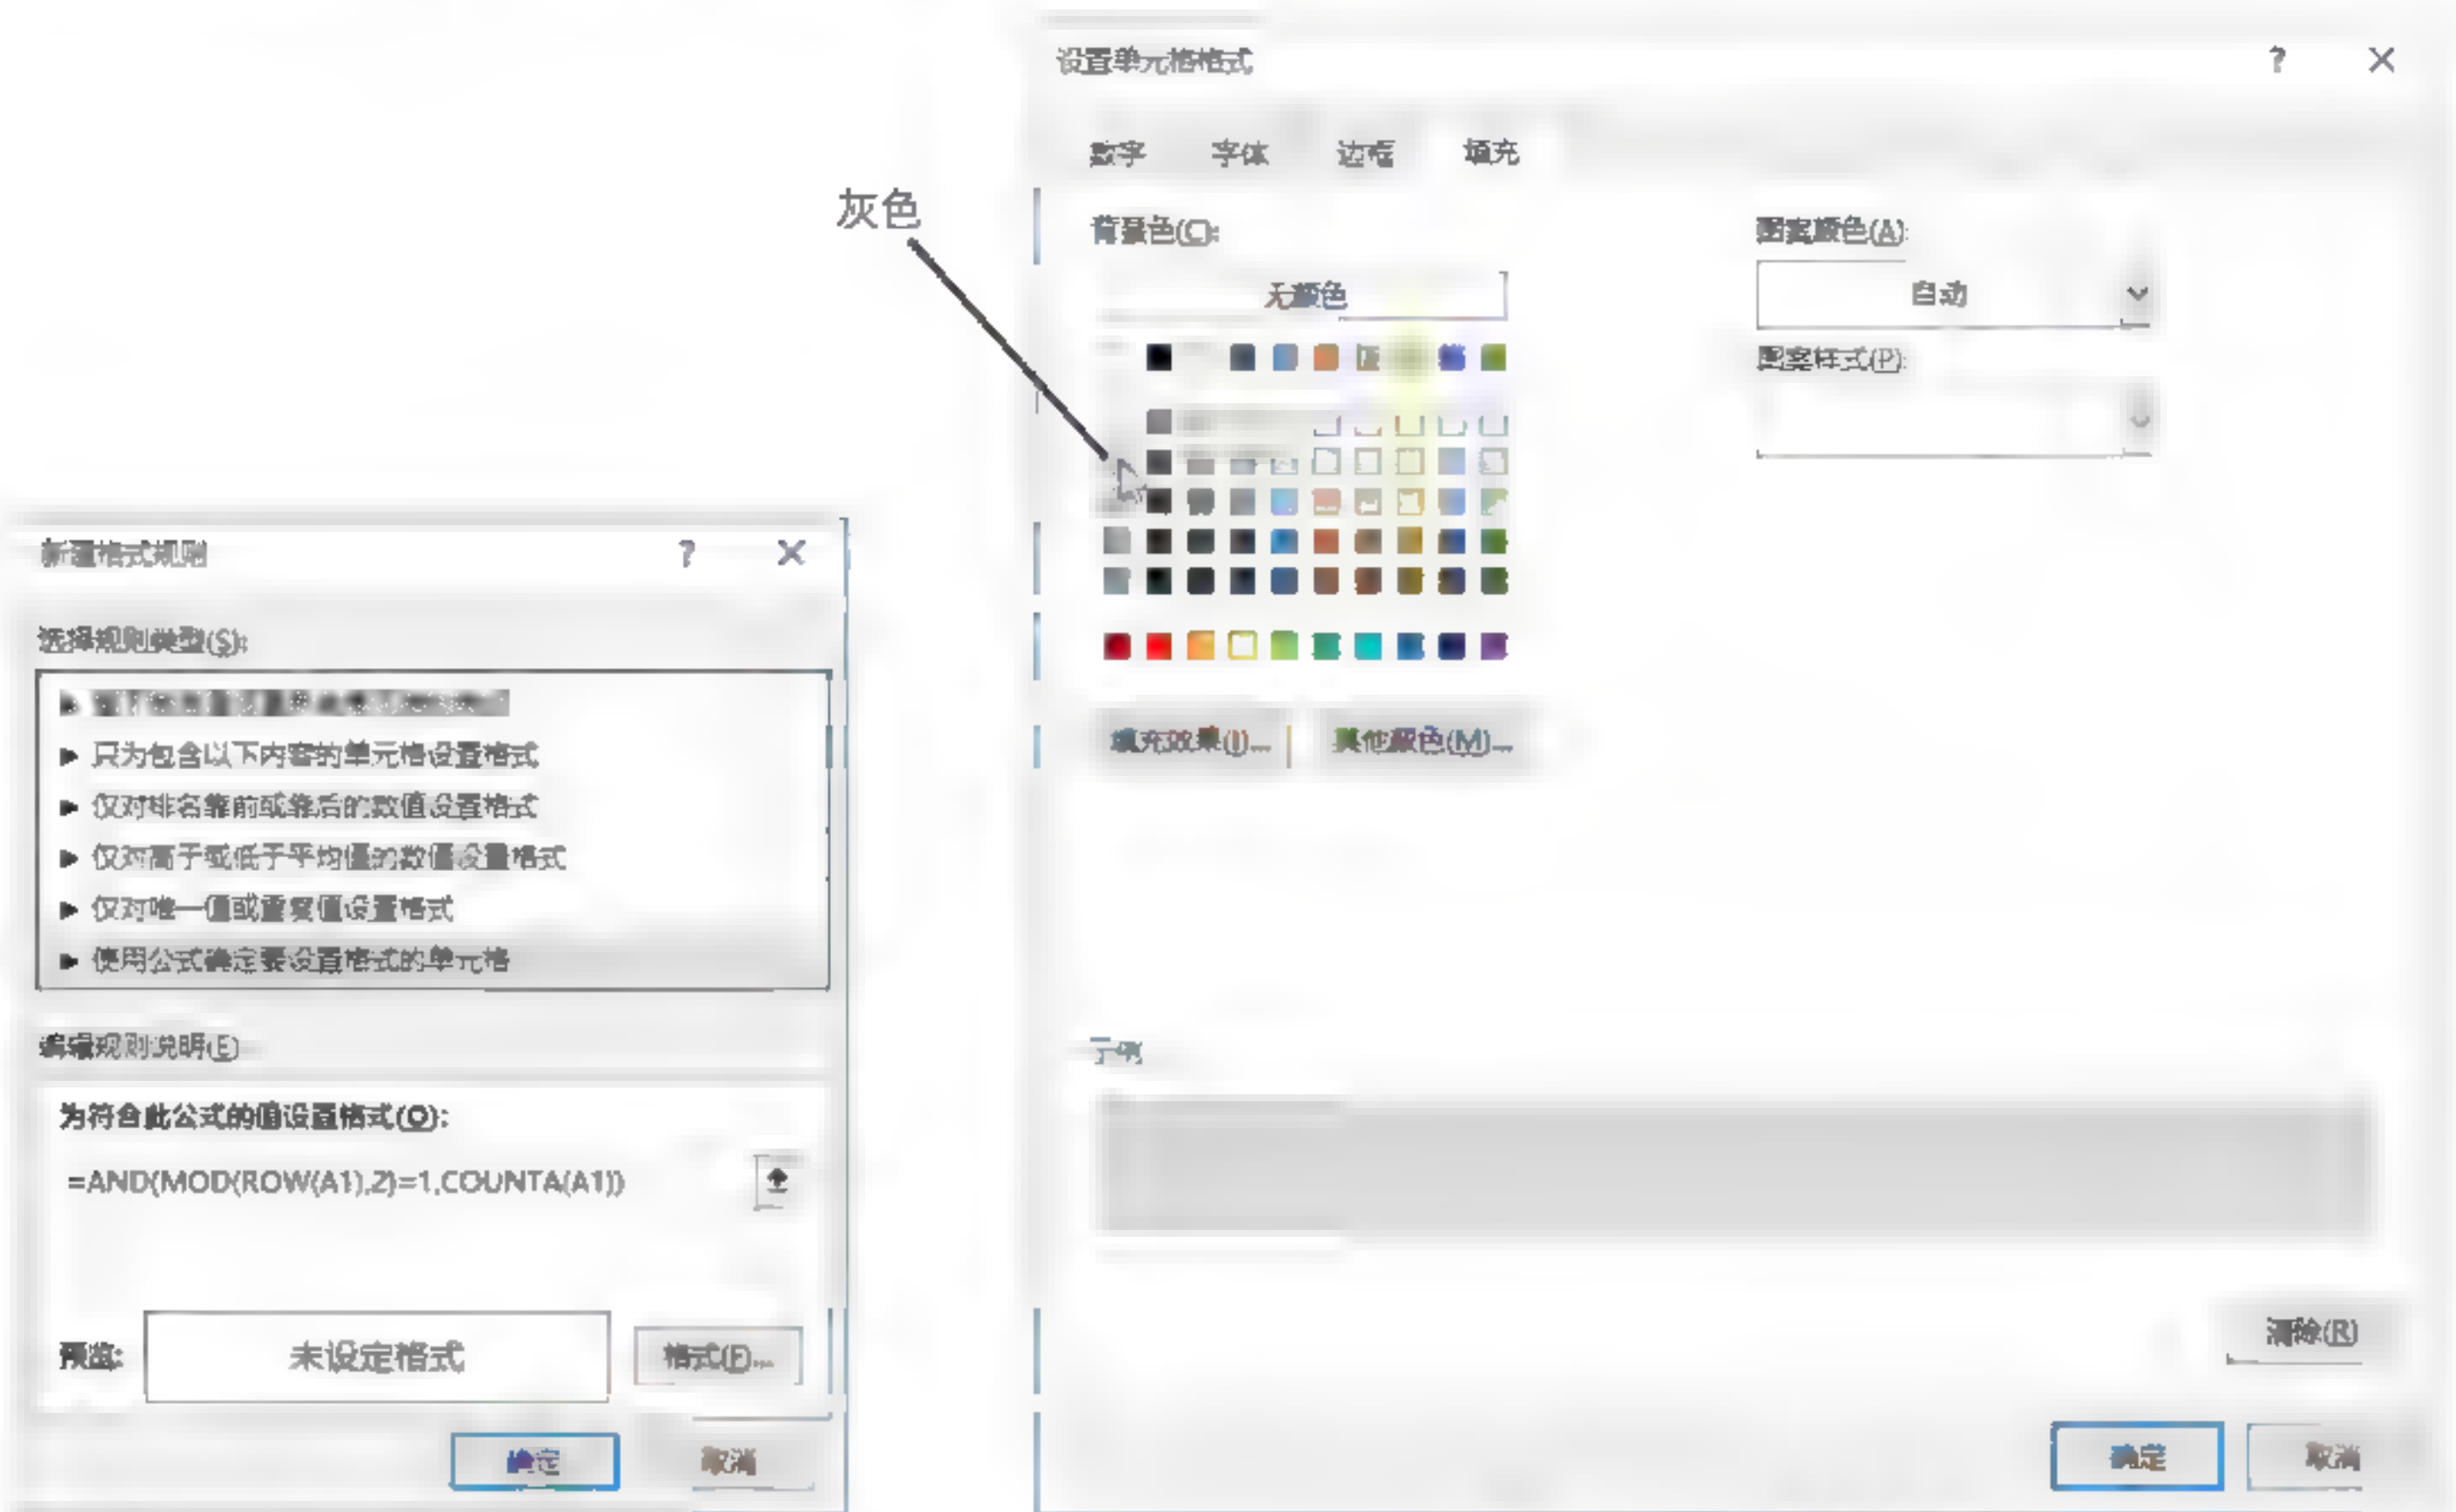 设置单元格格式
数字 字体 边框 填充
灰色
背景色(C):
图案颜色(A):
无颜色
自动
图案样式(P):
新建格式规则
选择规则类型(S):
► 只为包含以下内容的单元格设置格式
► 仅对排名靠前或靠后的数值设置格式
► 仅对高于或低于平均值的数值设置格式
► 仅对唯一值或重复值设置格式
► 使用公式确定要设置格式的单元格
填充效果(I)... 其他颜色(M)...
编辑规则说明(E)
为符合此公式的值设置格式(O):
=AND(MOD(ROW(A1),2)=1,COUNTA(A1))
预览:
未设定格式
格式(F)...
确定 取消
清除(R)
确定 取消